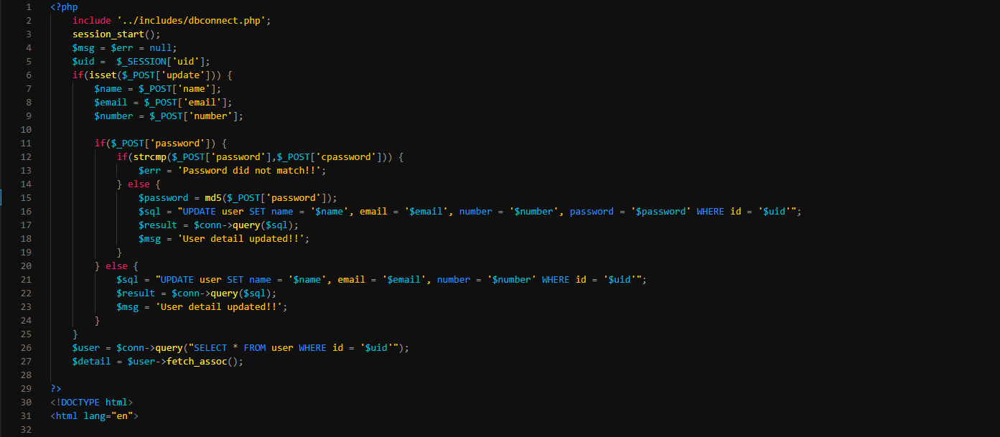 1 <?php
2     include '../includes/dbconnect.php';
3     session_start();
4     $msg = $err = null;
5     $uid =  $_SESSION['uid'];
6     if(isset($_POST['update'])) {
7         $name = $_POST['name'];
8         $email = $_POST['email'];
9         $number = $_POST['number'];
10
11         if($_POST['password']) {
12             if(strcmp($_POST['password'],$_POST['cpassword'])) {
13                 $err = 'Password did not match!!';
14             } else {
15                 $password = md5($_POST['password']);
16                 $sql = "UPDATE user SET name = '$name', email = '$email', number = '$number', password = '$password' WHERE id = '$uid'";
17                 $result = $conn->query($sql);
18                 $msg = 'User detail updated!!';
19             }
20         } else {
21             $sql = "UPDATE user SET name = '$name', email = '$email', number = '$number' WHERE id = '$uid'";
22             $result = $conn->query($sql);
23             $msg = 'User detail updated!!';
24         }
25     }
26     $user = $conn->query("SELECT * FROM user WHERE id = '$uid'");
27     $detail = $user->fetch_assoc();
28
29 ?>
30 <!DOCTYPE html>
31 <html lang="en">
32